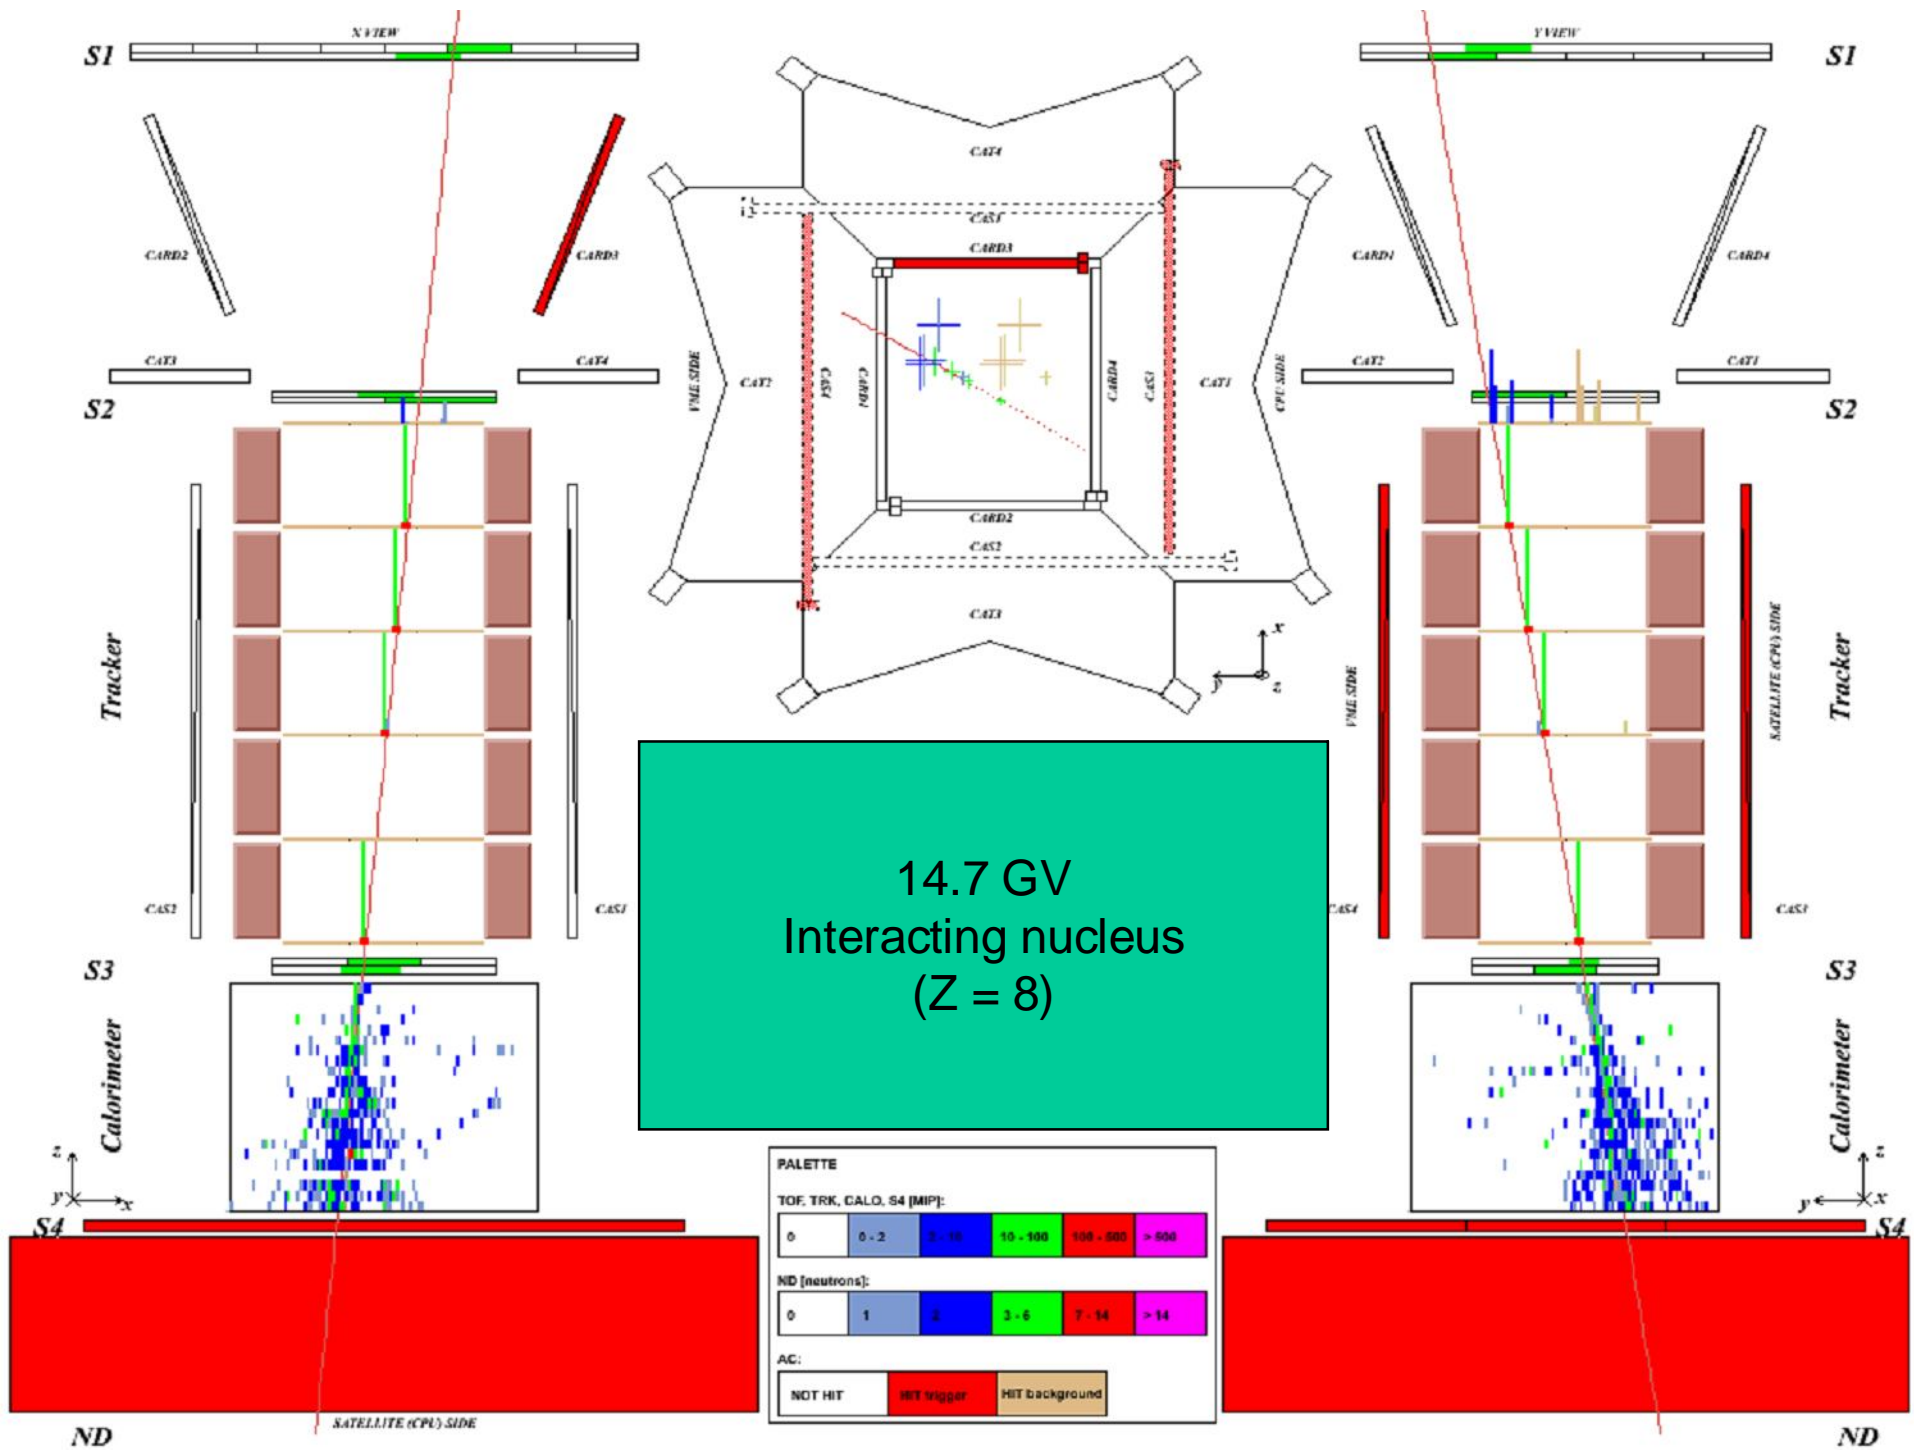 X VIEW
S1
CARD2
CARD3
CAT3
CAT4
S2
Tracker
CAS2
CAS1
S3
Calorimeter
z
y
x
S4
SATELLITE (CPU) SIDE
ND
CAT4
CAS1
CARD3
VME SIDE
CAT2
CAS4
CARD1
CARD4
CAS3
CAT1
CPU SIDE
CARD2
CAS2
CAT3
x
y
z
14.7 GV
Interacting nucleus
(Z = 8)
PALETTE
TOF, TRK, CALO, S4 [MIP]:
0
0 - 2
2 - 10
10 - 100
100 - 500
> 500
ND [neutrons]:
0
1
2
3 - 6
7 - 14
> 14
AC:
NOT HIT
HIT trigger
HIT background
Y VIEW
S1
CARD1
CARD4
CAT2
CAT1
S2
VME SIDE
SATELLITE (CPU) SIDE
Tracker
CAS4
CAS3
S3
Calorimeter
z
y
x
S4
ND